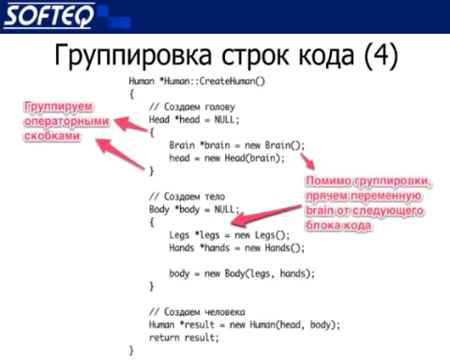 SOFTEQ
Группировка строк кода (4)
Human *Human::CreateHuman()
{
// Создаем голову
Head *head = NULL;
{
Brain *brain = new Brain();
head = new Head(brain);
}
// Создаем тело
Body *body = NULL;
{
Legs *legs = new Legs();
Hands *hands = new Hands();
body = new Body(legs, hands);
}
// Создаем человека
Human *result = new Human(head, body);
return result;
}
Группируем
операторными
скобками
Помимо группировки,
прячем переменную
brain от следующего
блока кода